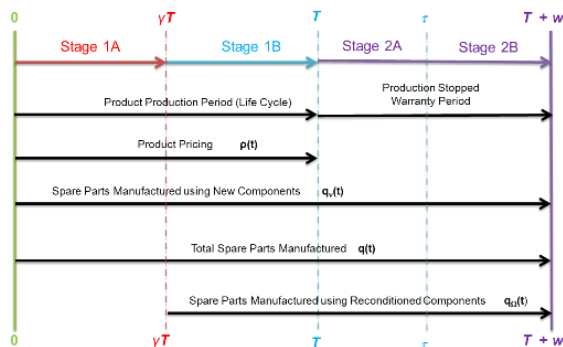 0 γT T τ T + w
Stage 1A Stage 1B Stage 2A Stage 2B
Product Production Period (Life Cycle)
Production Stopped
Warranty Period
Product Pricing ρ(t)
Spare Parts Manufactured using New Components qᵥ(t)
Total Spare Parts Manufactured q(t)
Spare Parts Manufactured using Reconditioned Components q_Ω(t)
0 γT T τ T + w